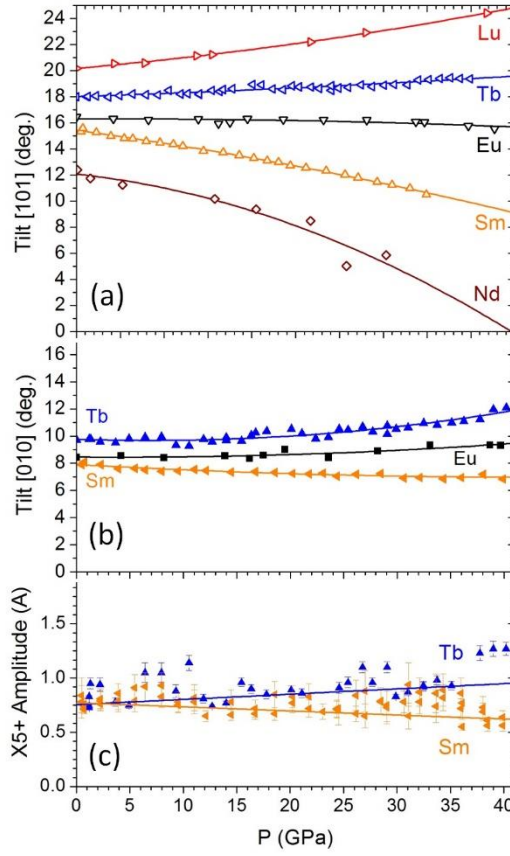 24
22
20
18
16
14
12
10
8
6
4
2
0
Tilt [101] (deg.)
Lu
Tb
Eu
Sm
Nd
(a)
16
14
12
10
8
6
4
2
0
Tilt [010] (deg.)
Tb
Eu
Sm
(b)
1.5
1.0
0.5
0.0
X5+ Amplitude (A)
Tb
Sm
(c)
0 5 10 15 20 25 30 35 40
P (GPa)